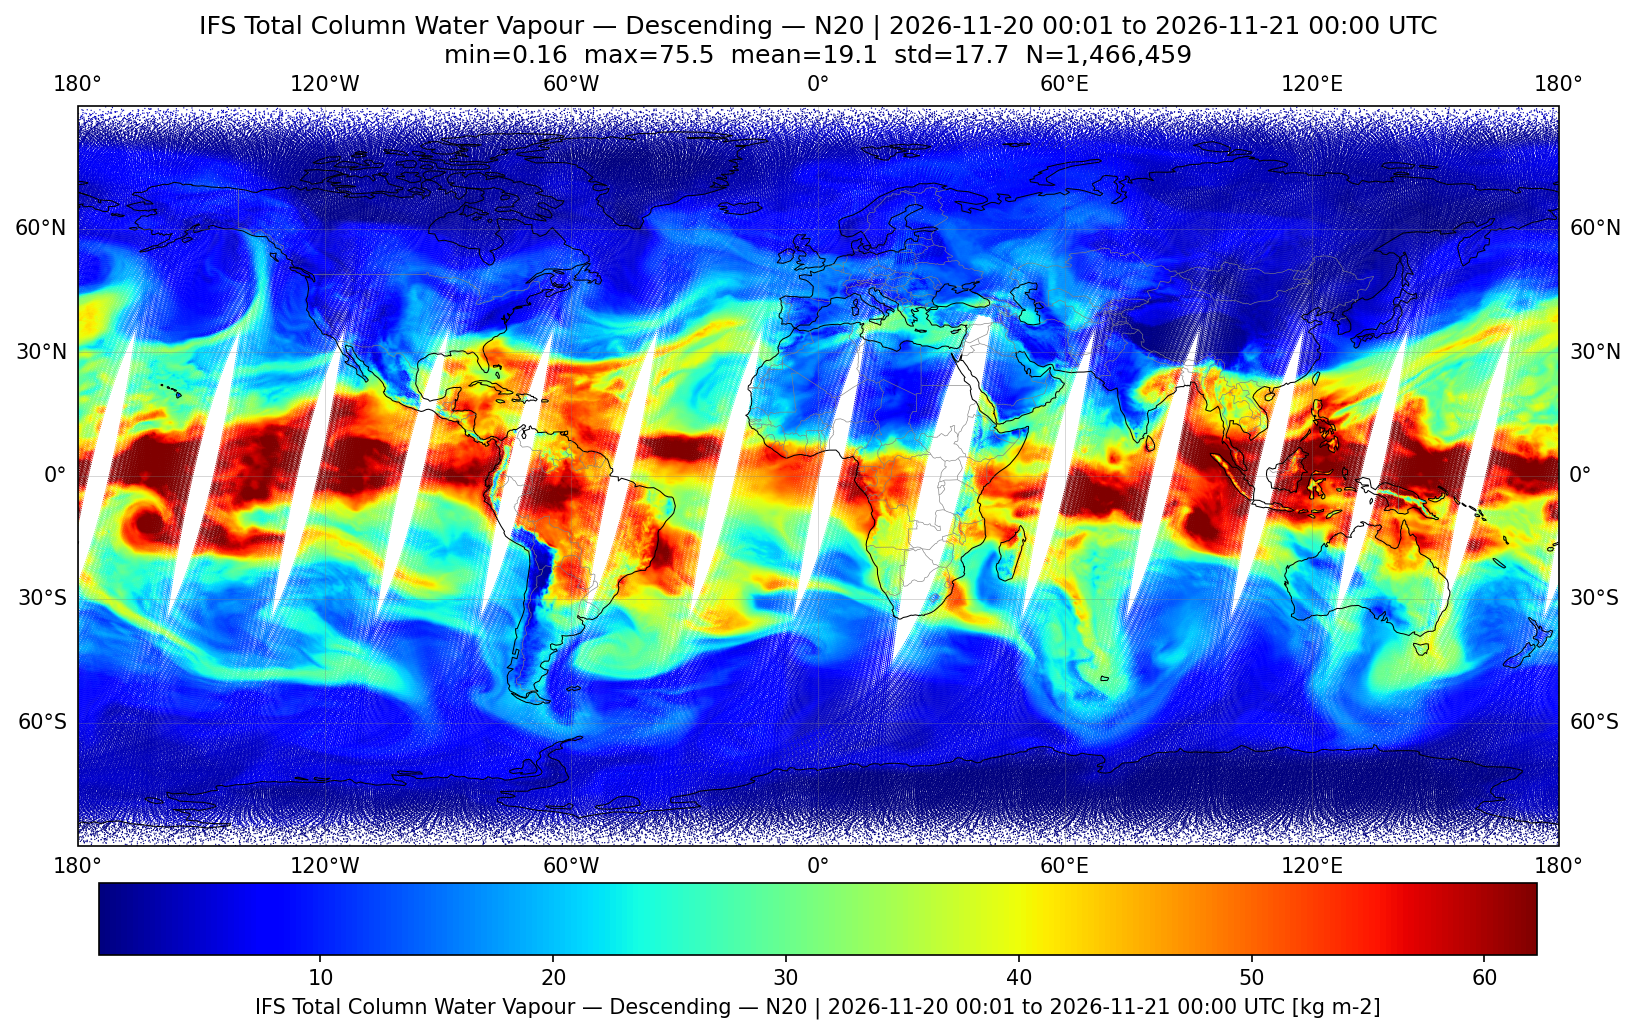 IFS Total Column Water Vapour — Descending — N20 | 2026-11-20 00:01 to 2026-11-21 00:00 UTC
min=0.16 max=75.5 mean=19.1 std=17.7 N=1,466,459
180° 120°W 60°W 0° 60°E 120°E 180°
60°N 60°N
30°N 30°N
0° 0°
30°S 30°S
60°S 60°S
180° 120°W 60°W 0° 60°E 120°E 180°
10 20 30 40 50 60
IFS Total Column Water Vapour — Descending — N20 | 2026-11-20 00:01 to 2026-11-21 00:00 UTC [kg m-2]